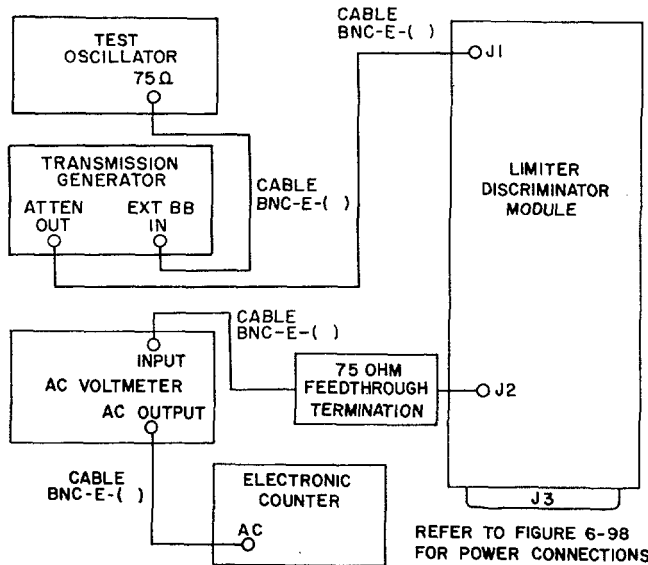 TEST
OSCILLATOR
75Ω
TRANSMISSION
GENERATOR
ATTEN
OUT
EXT BB
IN
CABLE
BNC-E-( )
CABLE
BNC-E-( )
J1
LIMITER
DISCRIMINATOR
MODULE
CABLE
BNC-E-( )
INPUT
AC VOLTMETER
AC OUTPUT
75 OHM
FEEDTHROUGH
TERMINATION
J2
CABLE
BNC-E-( )
ELECTRONIC
COUNTER
AC
J3
REFER TO FIGURE 6-98
FOR POWER CONNECTIONS